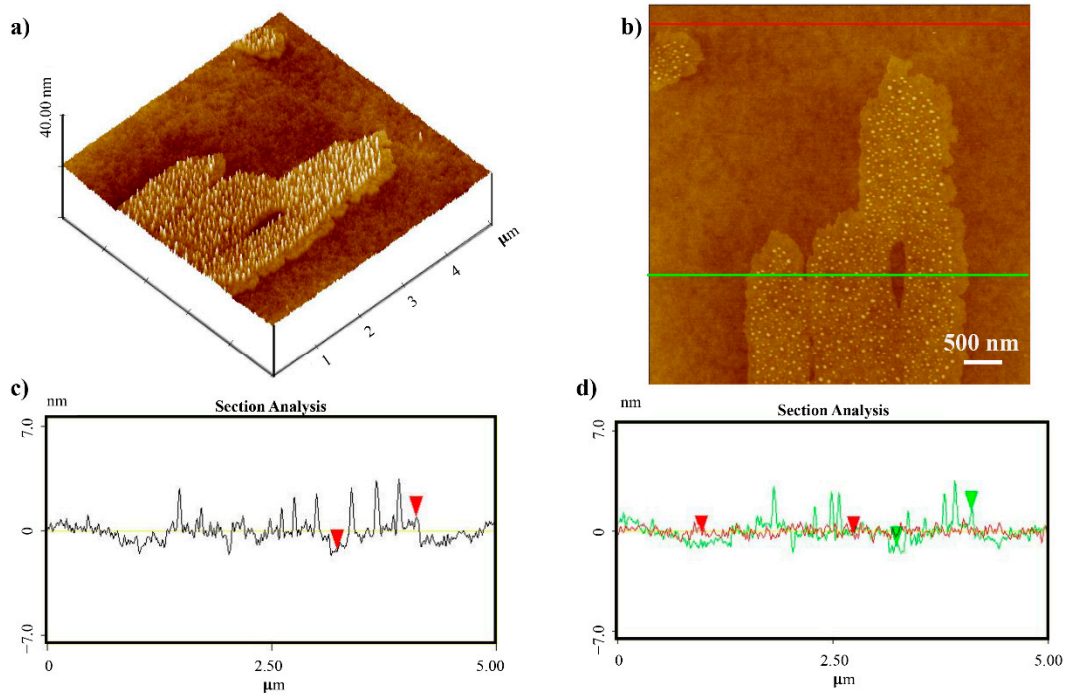 a)
40.00 nm
1
2
3
4
μm
b)
500 nm
c)
nm
Section Analysis
7.0
0
−7.0
0
2.50
5.00
μm
d)
nm
Section Analysis
7.0
0
−7.0
0
2.50
5.00
μm